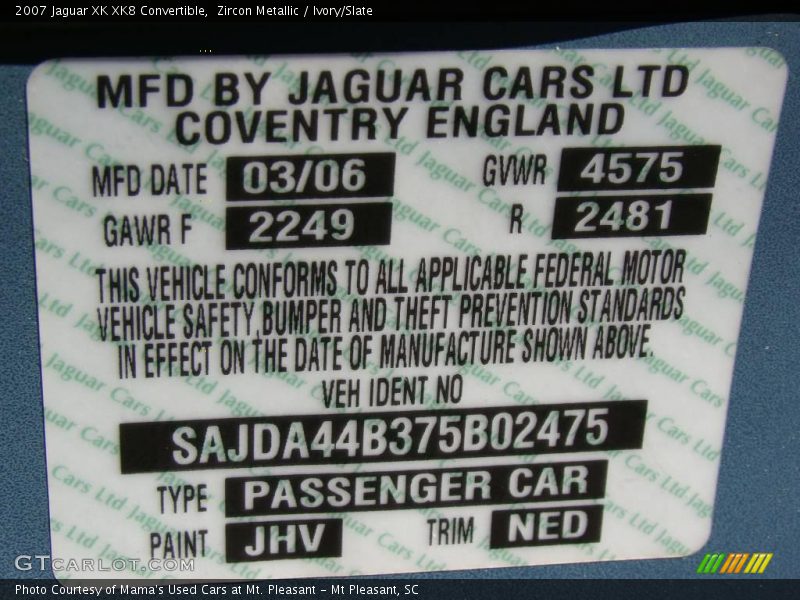 2007 Jaguar XK XK8 Convertible,  Zircon Metallic / Ivory/Slate
MFD BY JAGUAR CARS LTD
COVENTRY ENGLAND
MFD DATE 03/06 GVWR 4575
GAWR F 2249 R 2481
THIS VEHICLE CONFORMS TO ALL APPLICABLE FEDERAL MOTOR
VEHICLE SAFETY, BUMPER AND THEFT PREVENTION STANDARDS
IN EFFECT ON THE DATE OF MANUFACTURE SHOWN ABOVE.
VEH IDENT NO
SAJDA44B375B02475
TYPE PASSENGER CAR
PAINT JHV TRIM NED
GTCARLOT.COM
Photo Courtesy of Mama's Used Cars at Mt. Pleasant - Mt Pleasant, SC